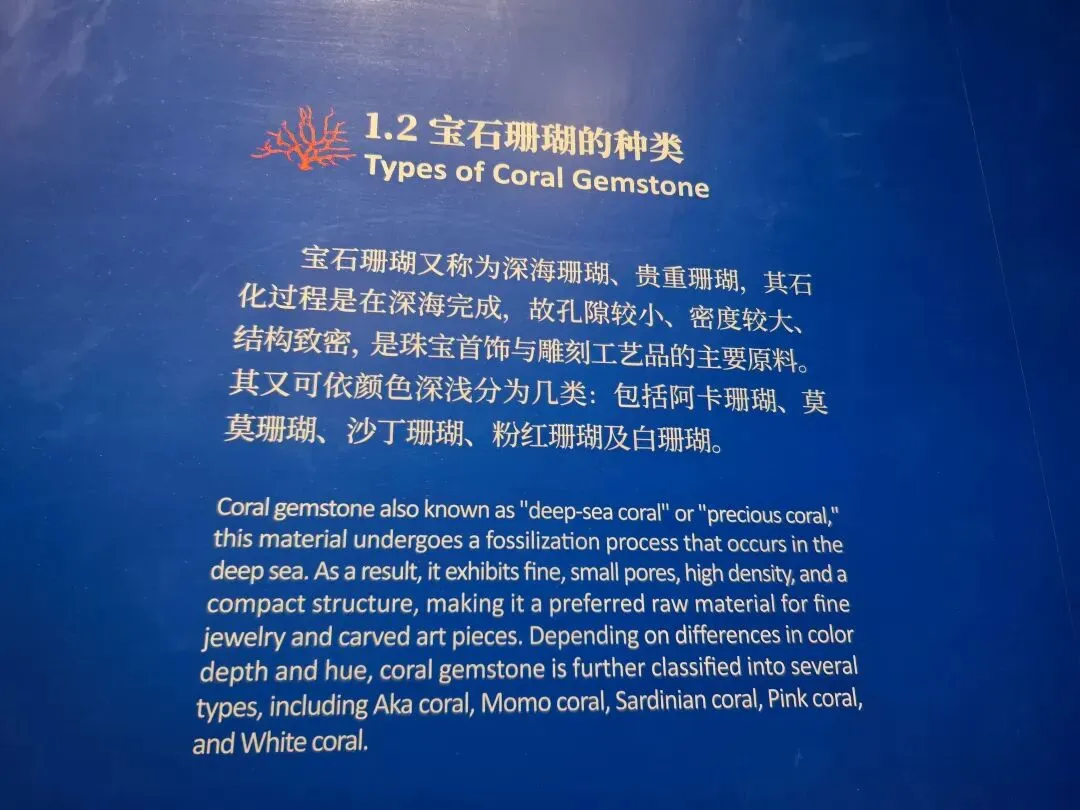 1.2 宝石珊瑚的种类
Types of Coral Gemstone
宝石珊瑚又称为深海珊瑚、贵重珊瑚，其石
化过程是在深海完成，故孔隙较小、密度较大、
结构致密，是珠宝首饰与雕刻工艺品的主要原料。
其又可依颜色深浅分为几类：包括阿卡珊瑚、莫
莫珊瑚、沙丁珊瑚、粉红珊瑚及白珊瑚。
Coral gemstone also known as "deep-sea coral" or "precious coral,"
this material undergoes a fossilization process that occurs in the
deep sea. As a result, it exhibits fine, small pores, high density, and a
compact structure, making it a preferred raw material for fine
jewelry and carved art pieces. Depending on differences in color
depth and hue, coral gemstone is further classified into several
types, including Aka coral, Momo coral, Sardinian coral, Pink coral,
and White coral.